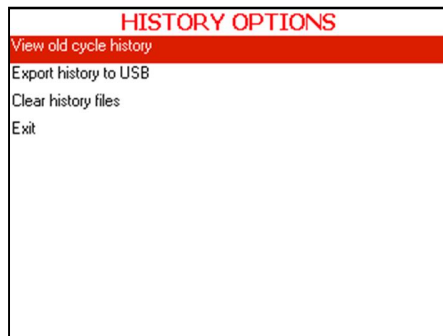 HISTORY OPTIONS
View old cycle history
Export history to USB
Clear history files
Exit